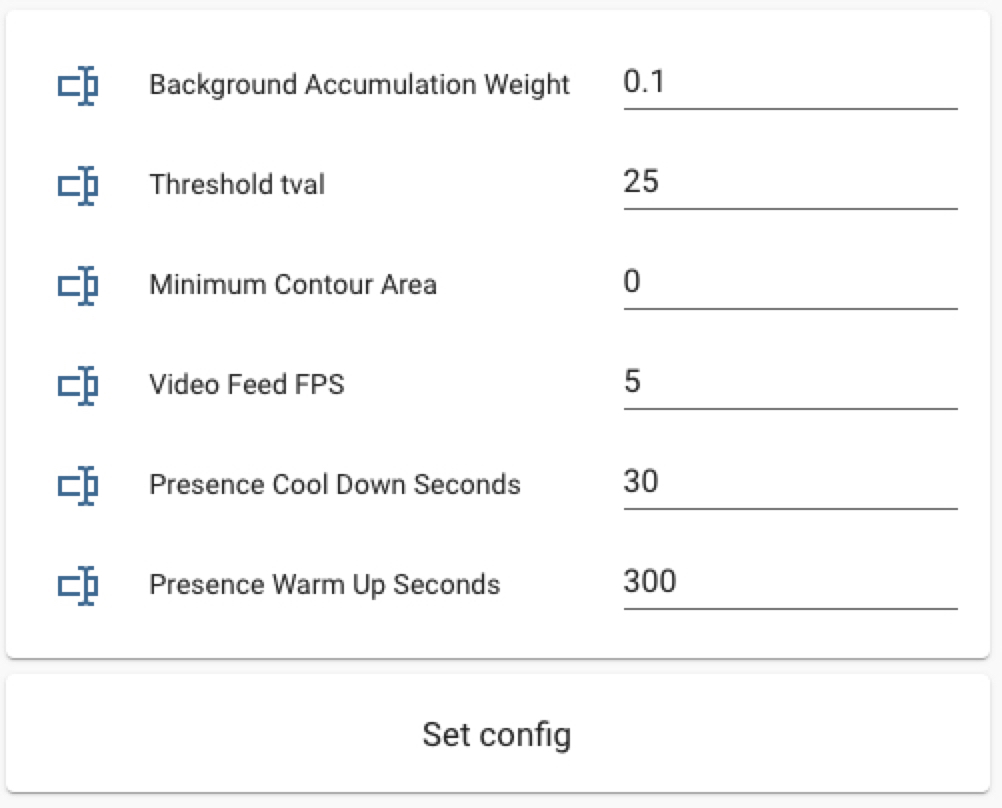 Background Accumulation Weight 0.1
Threshold tval 25
Minimum Contour Area 0
Video Feed FPS 5
Presence Cool Down Seconds 30
Presence Warm Up Seconds 300
Set config